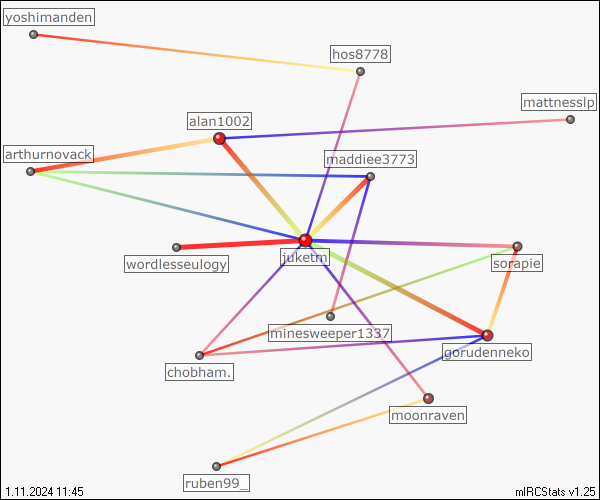 yoshimanden
hos8778
mattnesslp
alan1002
arthurnovack
maddiee3773
wordlesseulogy
juketm
sorapie
minesweeper1337
gorudenneko
chobham.
moonraven
ruben99_
1.11.2024 11:45
mIRCStats v1.25